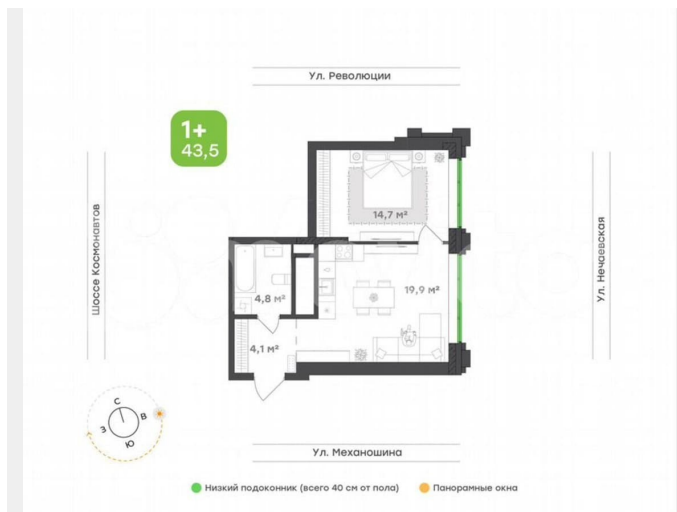 Ул. Революции
1+
43,5
Шоссе Космонавтов
Ул. Нечаевская
14,7 м²
4,8 м²
19,9 м²
4,1 м²
С
В
З
Ю
Ул. Механошина
Низкий подоконник (всего 40 см от пола)
Панорамные окна